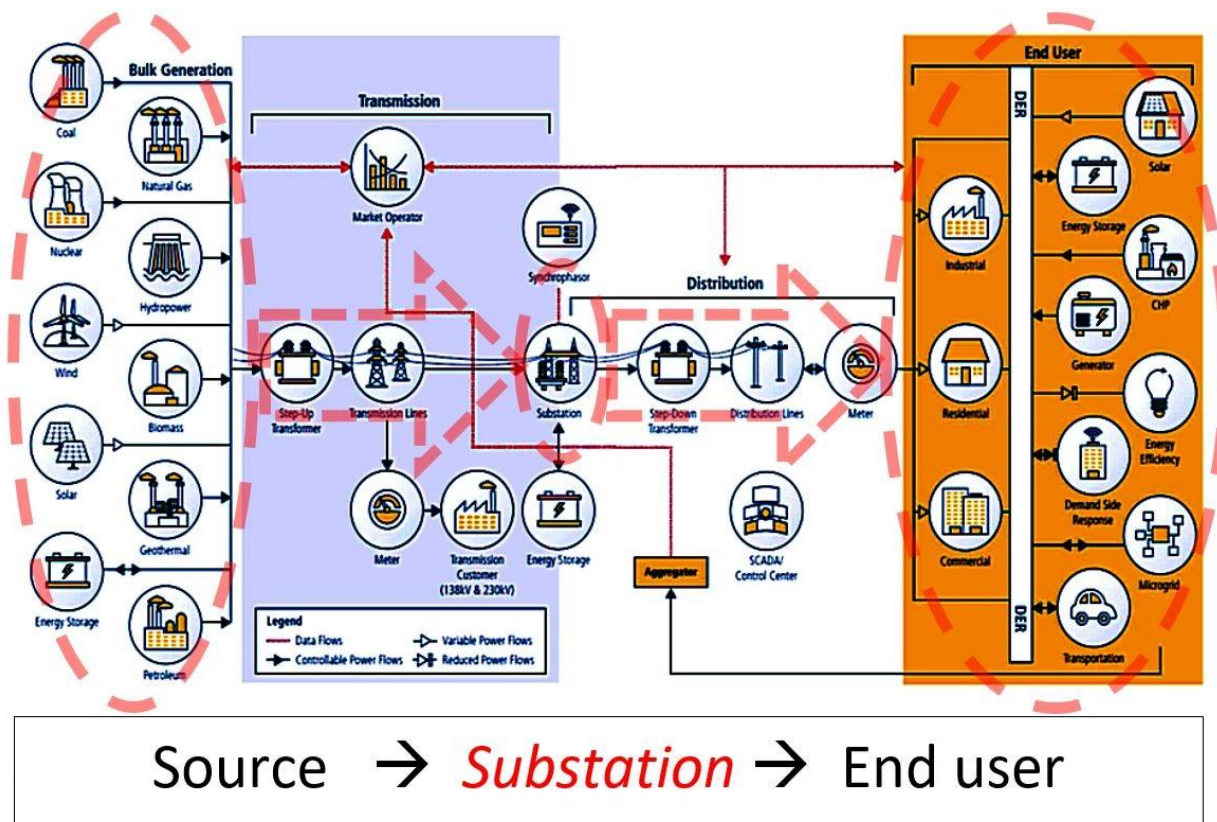 Bulk Generation
Coal
Natural Gas
Nuclear
Hydropower
Wind
Biomass
Solar
Geothermal
Energy Storage
Petroleum
Transmission
Market Operator
Synchrophasor
Step-Up
Transformer
Transmission Lines
Substation
Meter
Transmission
Customer
(138kV & 230kV)
Energy Storage
Legend
Data Flows
Variable Power Flows
Controllable Power Flows
Reduced Power Flows
Distribution
Step-Down
Transformer
Distribution Lines
Meter
SCADA/
Control Center
Aggregator
End User
DER
Industrial
Residential
Commercial
DER
Solar
Energy Storage
CHP
Generator
Energy
Efficiency
Demand Side
Response
Microgrid
Transportation
Source → Substation → End user